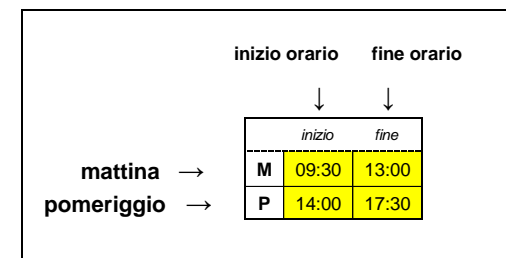 inizio orario fine orario
↓ ↓
inizio fine
mattina → M 09:30 13:00
pomeriggio → P 14:00 17:30